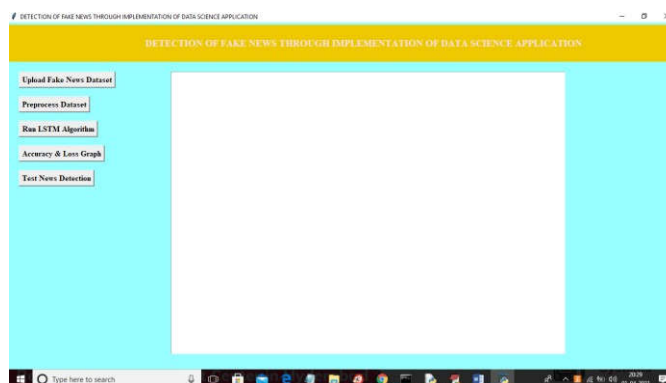 DETECTION OF FAKE NEWS THROUGH IMPLEMENTATION OF DATA SCIENCE APPLICATION
DETECTION OF FAKE NEWS THROUGH IMPLEMENTATION OF DATA SCIENCE APPLICATION
Upload Fake News Dataset
Preprocess Dataset
Run LSTM Algorithm
Accuracy & Loss Graph
Test News Detection
Type here to search
20:29